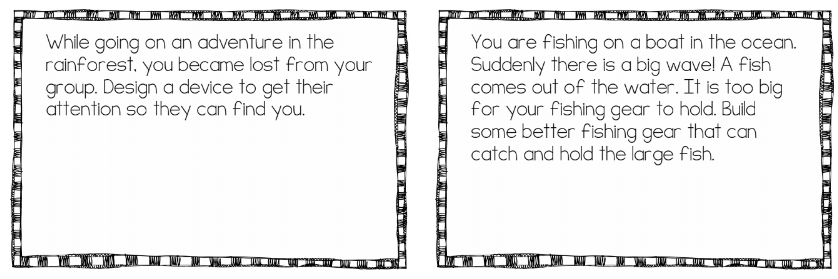 While going on an adventure in the
rainforest, you became lost from your
group. Design a device to get their
attention so they can find you.
You are fishing on a boat in the ocean.
Suddenly there is a big wave! A fish
comes out of the water. It is too big
for your fishing gear to hold. Build
some better fishing gear that can
catch and hold the large fish.